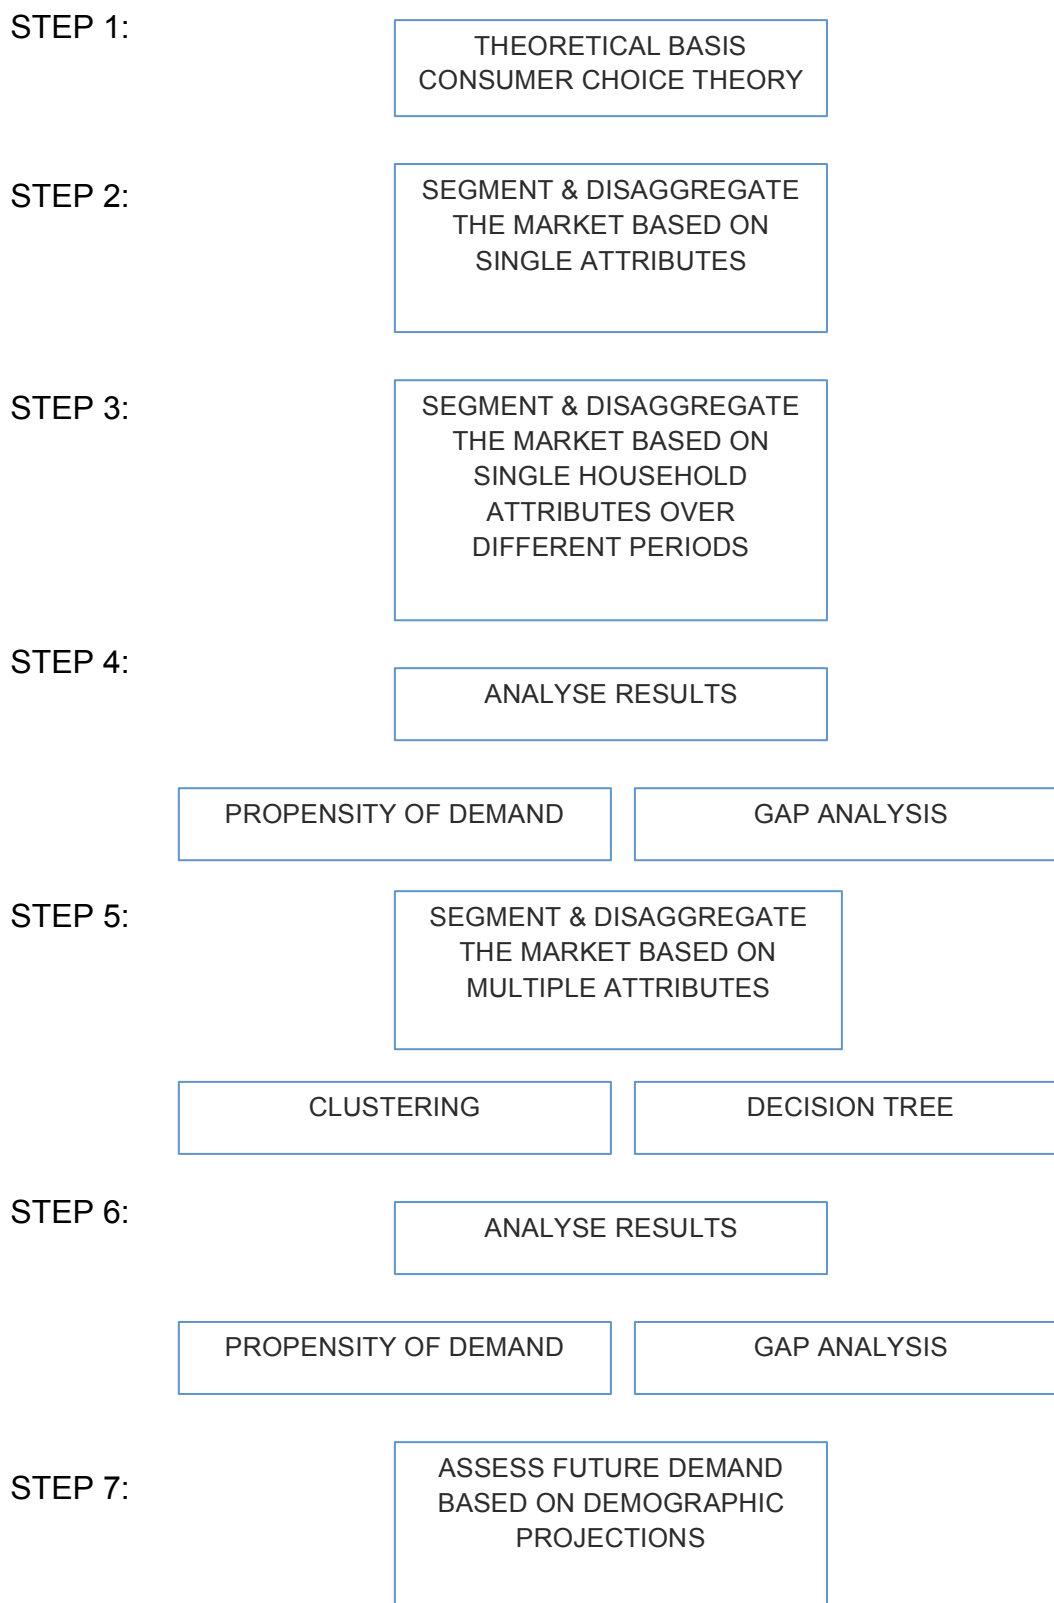 STEP 1:
THEORETICAL BASIS
CONSUMER CHOICE THEORY
STEP 2:
SEGMENT & DISAGGREGATE
THE MARKET BASED ON
SINGLE ATTRIBUTES
STEP 3:
SEGMENT & DISAGGREGATE
THE MARKET BASED ON
SINGLE HOUSEHOLD
ATTRIBUTES OVER
DIFFERENT PERIODS
STEP 4:
ANALYSE RESULTS
PROPENSITY OF DEMAND
GAP ANALYSIS
STEP 5:
SEGMENT & DISAGGREGATE
THE MARKET BASED ON
MULTIPLE ATTRIBUTES
CLUSTERING
DECISION TREE
STEP 6:
ANALYSE RESULTS
PROPENSITY OF DEMAND
GAP ANALYSIS
STEP 7:
ASSESS FUTURE DEMAND
BASED ON DEMOGRAPHIC
PROJECTIONS